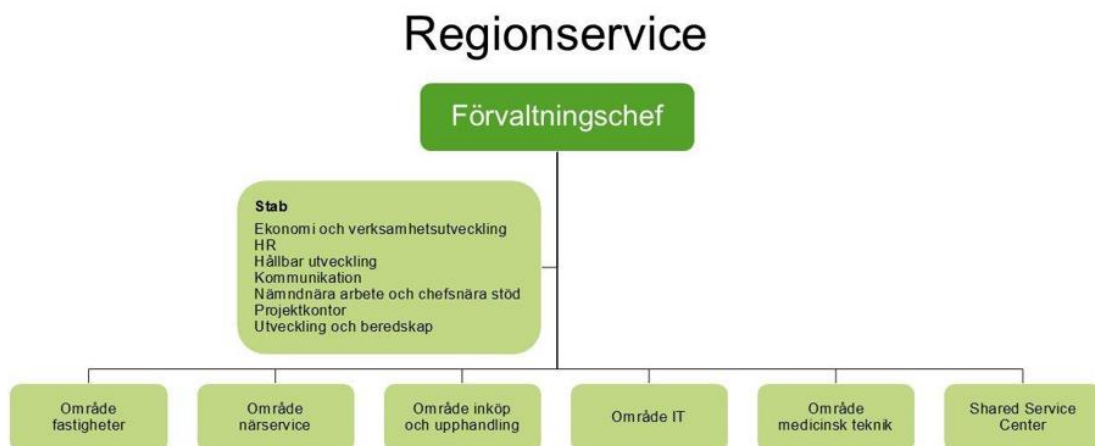 Regionservice
Förvaltningschef
Stab
Ekonomi och verksamhetsutveckling
HR
Hållbar utveckling
Kommunikation
Nämndnära arbete och chefsnära stöd
Projektkontor
Utveckling och beredskap
Område
fastigheter
Område
närservice
Område inköp
och upphandling
Område IT
Område
medicinsk teknik
Shared Service
Center